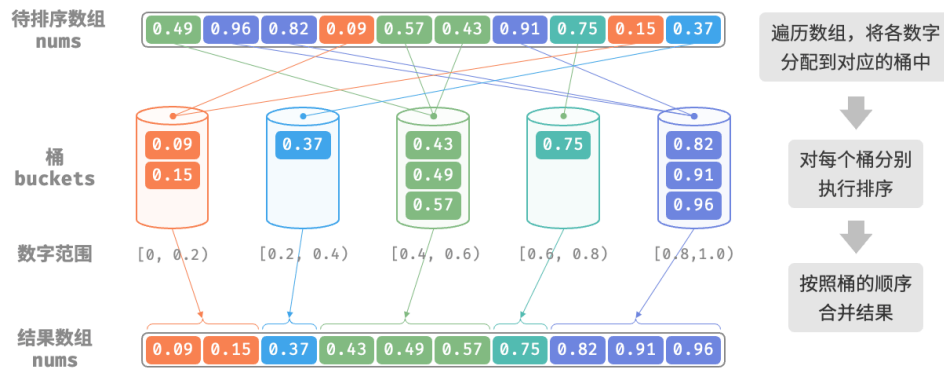 待排序数组
nums
0.49 0.96 0.82 0.09 0.57 0.43 0.91 0.75 0.15 0.37
遍历数组，将各数字
分配到对应的桶中
桶
buckets
0.09 0.37 0.43 0.75 0.82
0.15 0.49 0.91
0.57 0.96
对每个桶分别
执行排序
数字范围
[0, 0.2) [0.2, 0.4) [0.4, 0.6) [0.6, 0.8) [0.8,1.0)
按照桶的顺序
合并结果
结果数组
nums
0.09 0.15 0.37 0.43 0.49 0.57 0.75 0.82 0.91 0.96